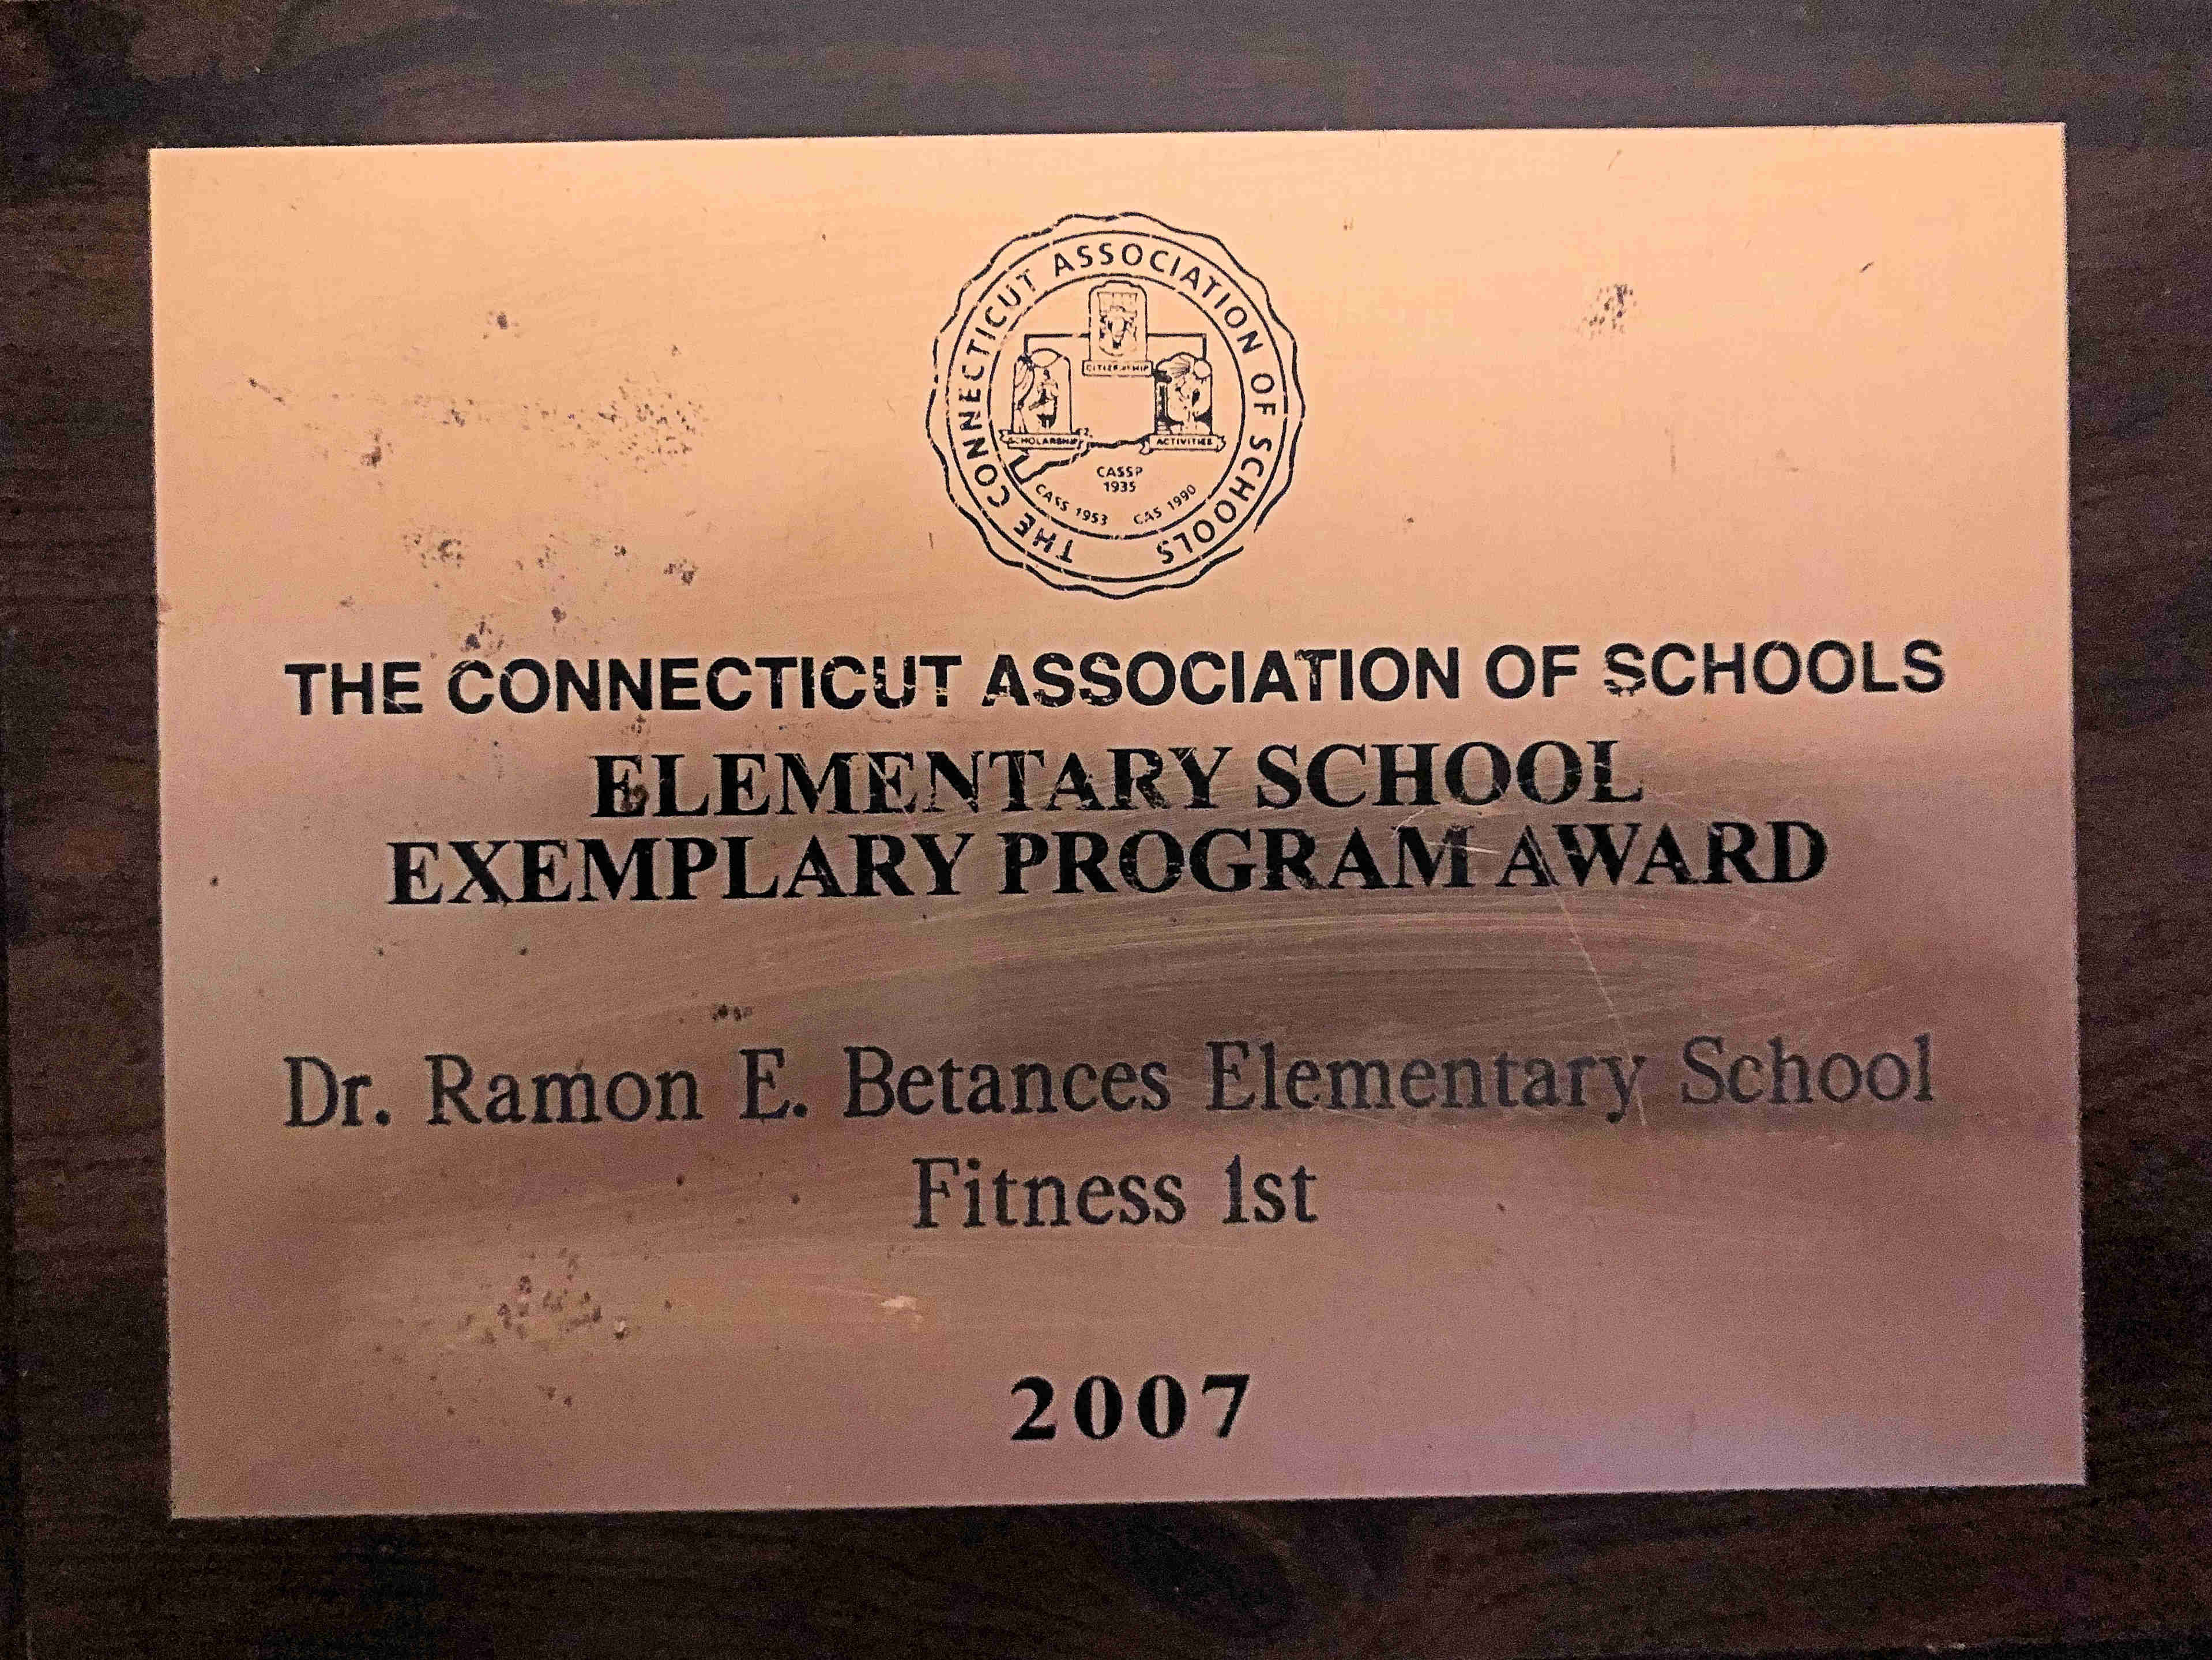 THE CONNECTICUT ASSOCIATION OF SCHOOLS
CITIZENSHIP
SCHOLARSHIP
ACTIVITIES
CASSP
1935
CASS 1953 CAS 1990
THE CONNECTICUT ASSOCIATION OF SCHOOLS
ELEMENTARY SCHOOL
EXEMPLARY PROGRAM AWARD
Dr. Ramon E. Betances Elementary School
Fitness 1st
2007